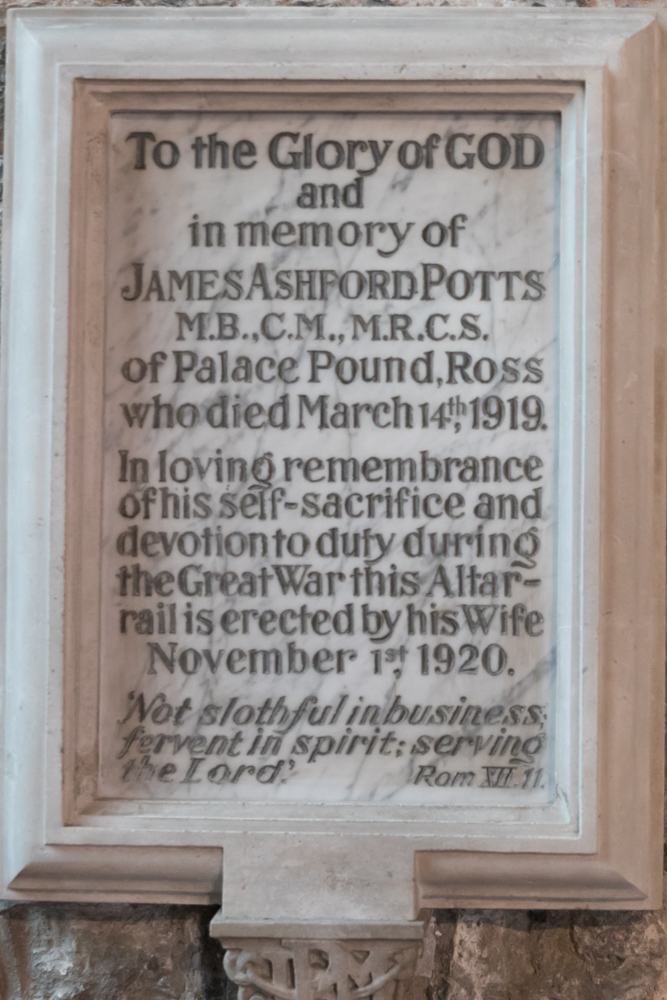 To the Glory of GOD
and
in memory of
JAMES ASHFORD POTTS
M.B., C.M., M.R.C.S.
of Palace Pound, Ross
who died March 14th, 1919.
In loving remembrance
of his self-sacrifice and
devotion to duty during
the Great War this Altar-
rail is erected by his Wife
November 1st, 1920.
'Not slothful in business;
fervent in spirit; serving
the Lord'. Rom XII. 11.